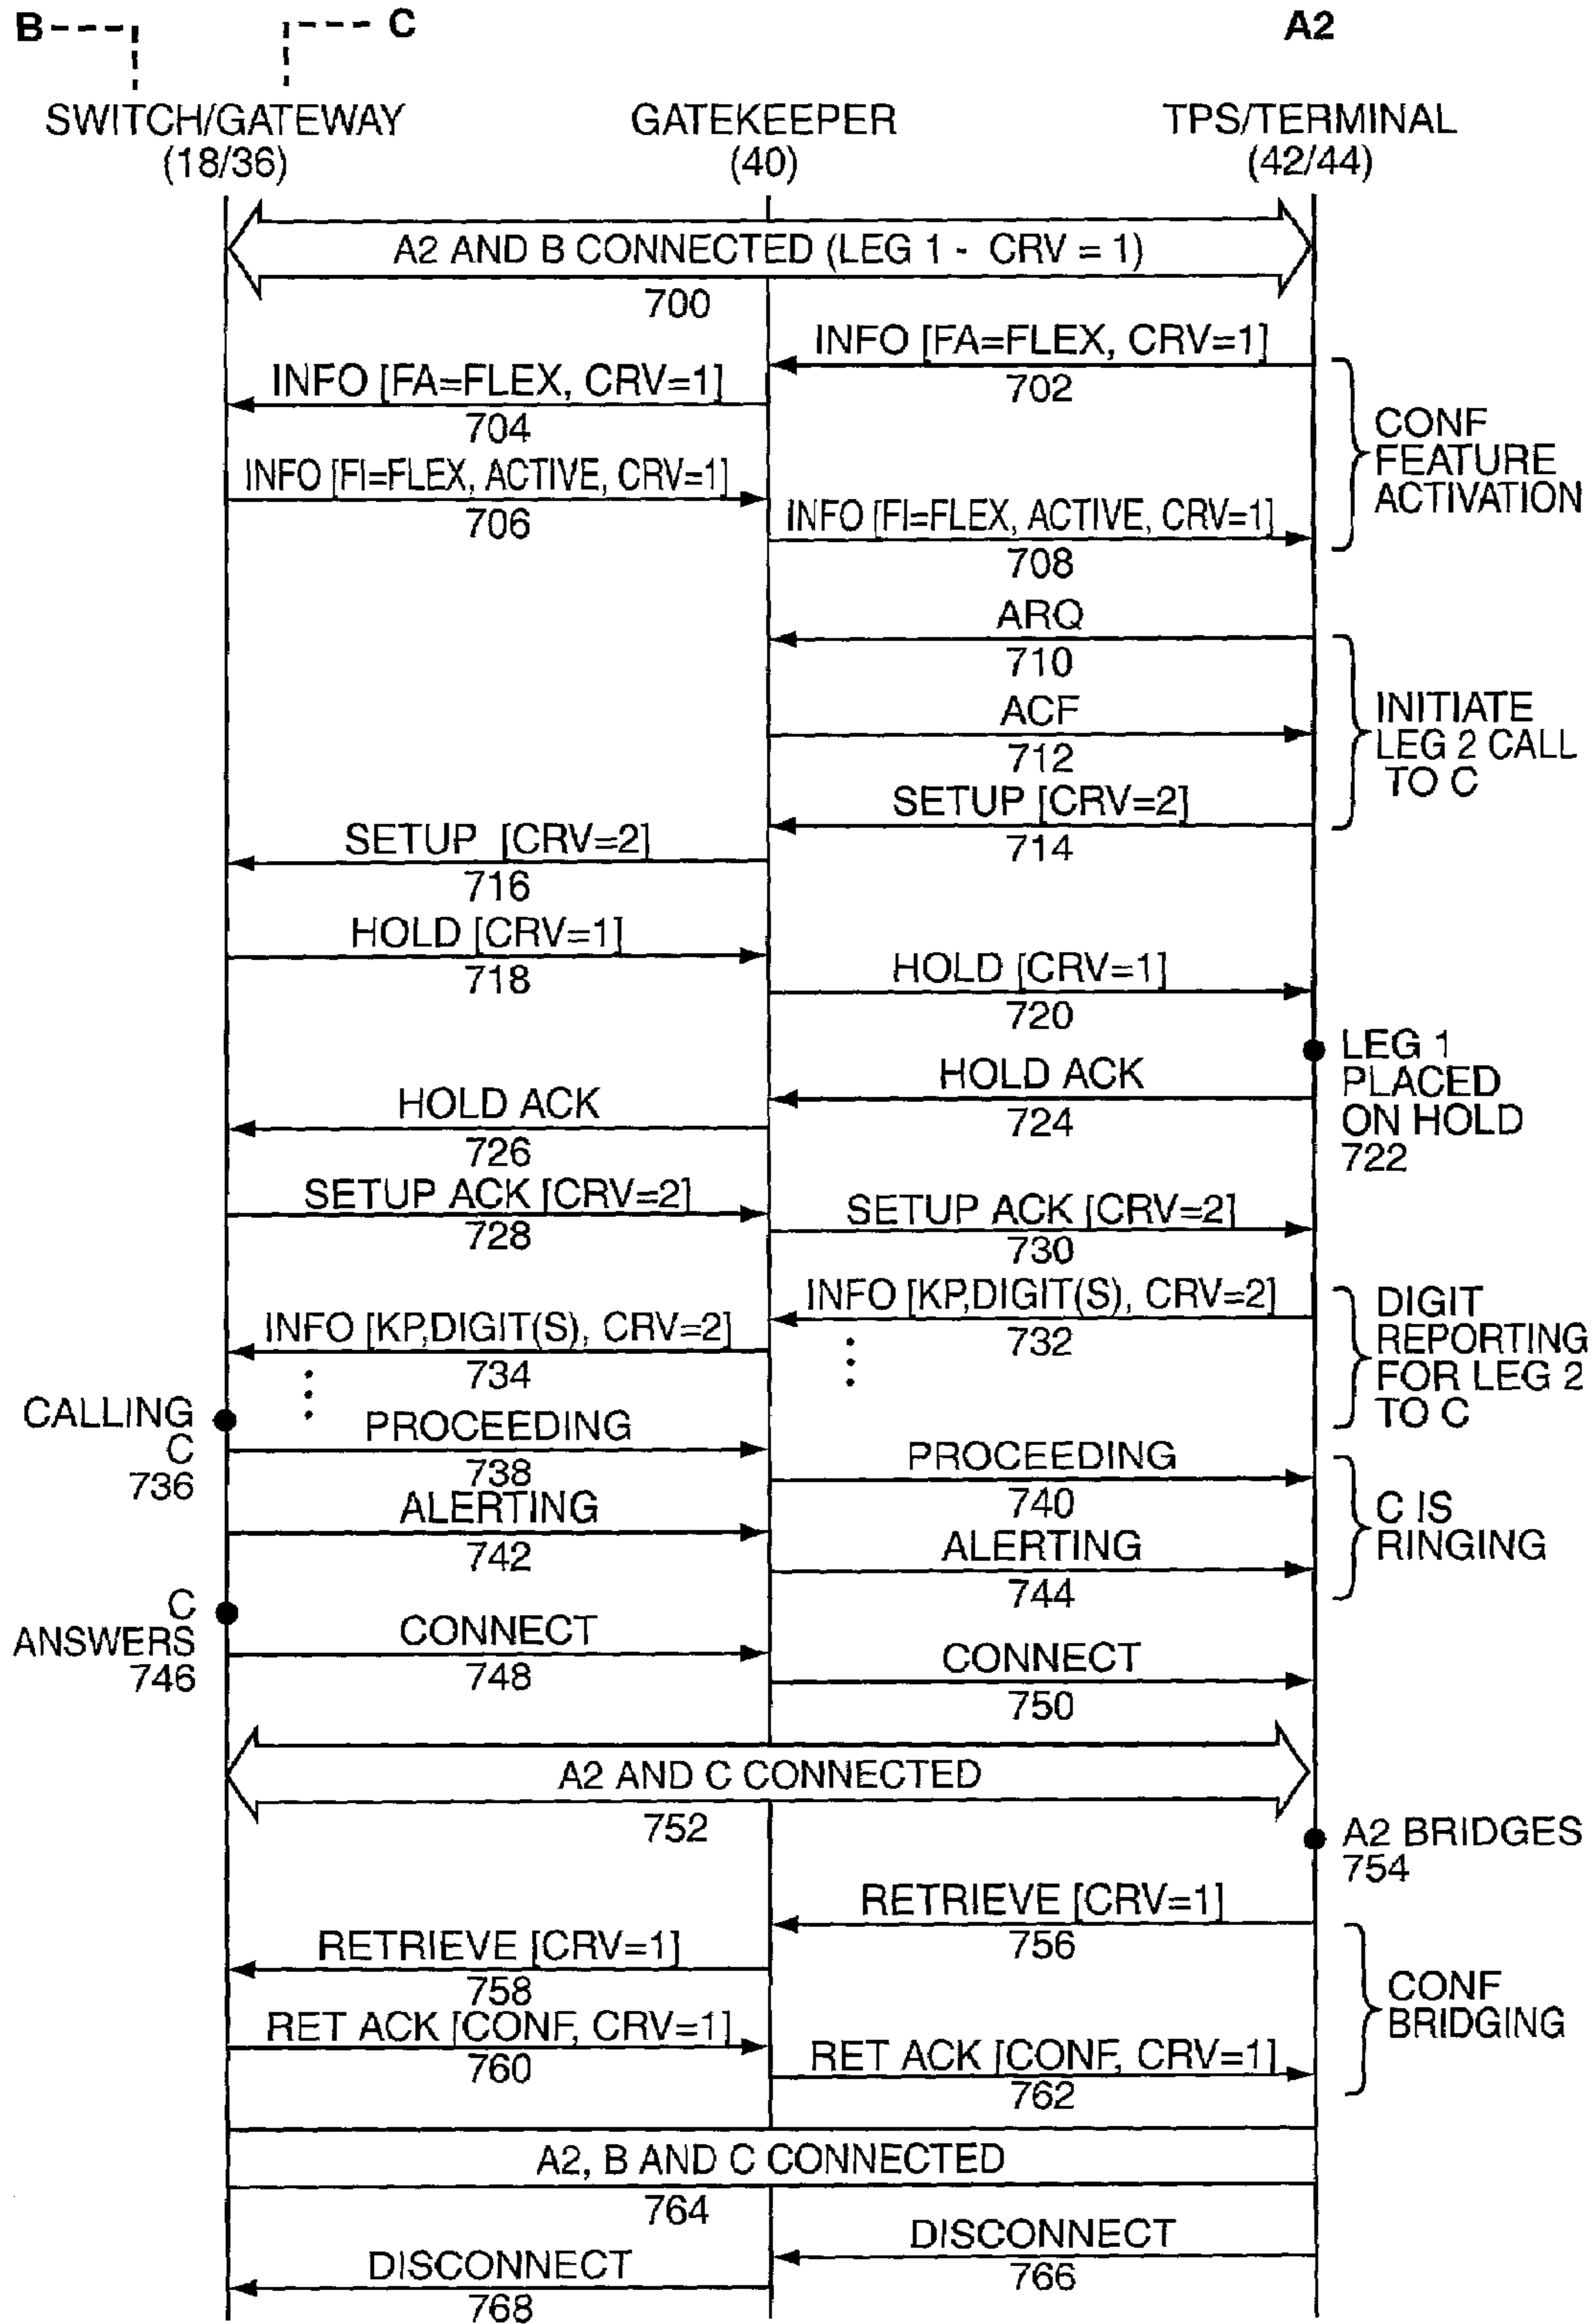 B C A2
SWITCH/GATEWAY GATEKEEPER TPS/TERMINAL
(18/36) (40) (42/44)
A2 AND B CONNECTED (LEG 1 - CRV = 1)
700
INFO [FA=FLEX, CRV=1]
702
INFO [FA=FLEX, CRV=1]
704
INFO [FI=FLEX, ACTIVE, CRV=1]
706
INFO [FI=FLEX, ACTIVE, CRV=1]
708
CONF
FEATURE
ACTIVATION
ARQ
710
ACF
712
SETUP [CRV=2]
714
INITIATE
LEG 2 CALL
TO C
SETUP [CRV=2]
716
HOLD [CRV=1]
718
HOLD [CRV=1]
720
LEG 1
PLACED
ON HOLD
722
HOLD ACK
724
HOLD ACK
726
SETUP ACK [CRV=2]
728
SETUP ACK [CRV=2]
730
INFO [KP,DIGIT(S), CRV=2]
732
INFO [KP,DIGIT(S), CRV=2]
734
DIGIT
REPORTING
FOR LEG 2
TO C
CALLING
C
736
PROCEEDING
738
PROCEEDING
740
ALERTING
742
ALERTING
744
C IS
RINGING
C
ANSWERS
746
CONNECT
748
CONNECT
750
A2 AND C CONNECTED
752
A2 BRIDGES
754
RETRIEVE [CRV=1]
756
RETRIEVE [CRV=1]
758
RET ACK [CONF, CRV=1]
760
RET ACK [CONF, CRV=1]
762
CONF
BRIDGING
A2, B AND C CONNECTED
764
DISCONNECT
766
DISCONNECT
768